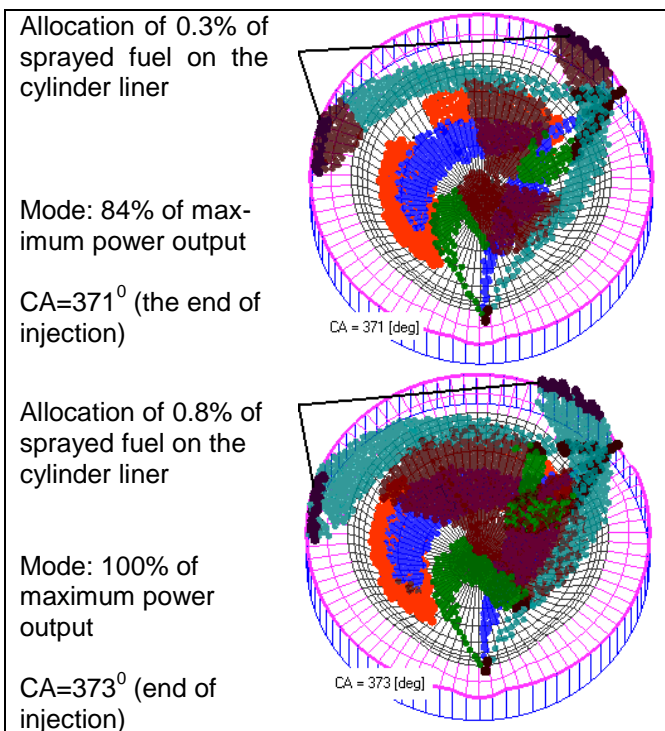 Allocation of 0.3% of
sprayed fuel on the
cylinder liner
Mode: 84% of max-
imum power output
CA=371⁰ (the end of
injection)
CA = 371 [deg]
Allocation of 0.8% of
sprayed fuel on the
cylinder liner
Mode: 100% of
maximum power
output
CA=373⁰ (end of
injection)
CA = 373 [deg]